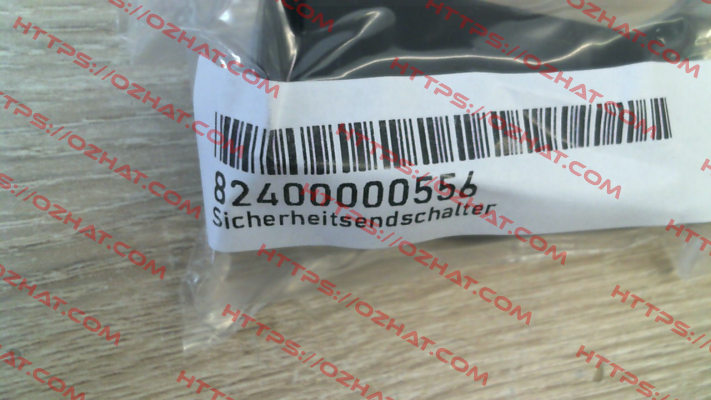 82400000556
Sicherheitsendschalter
HTTPS://OZHAT.COM